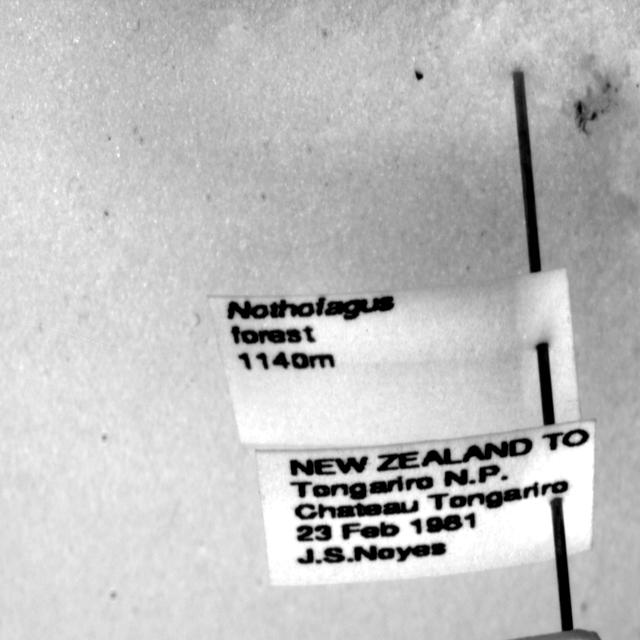 Nothofagus
forest
1140m
NEW ZEALAND TO
Tongariro N.P.
Chateau Tongariro
23 Feb 1981
J.S.Noyes